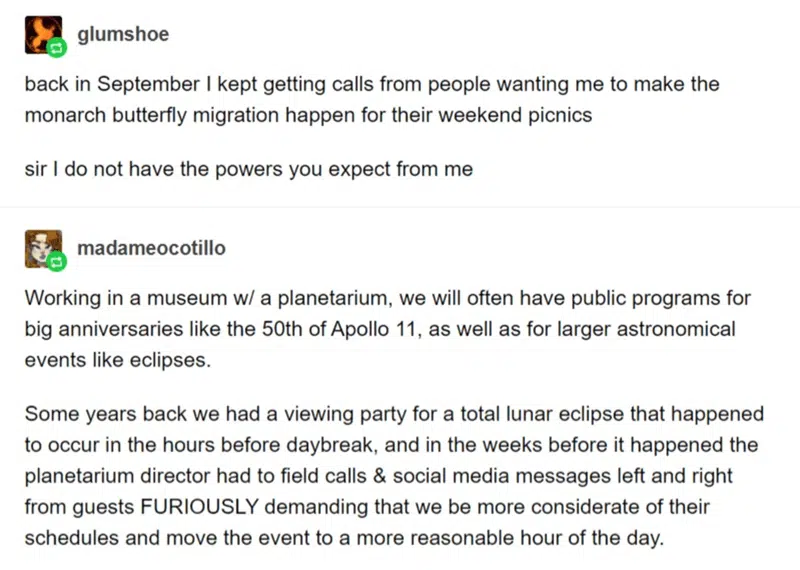 glumshoe
back in September I kept getting calls from people wanting me to make the
monarch butterfly migration happen for their weekend picnics
sir I do not have the powers you expect from me
madameocotillo
Working in a museum w/ a planetarium, we will often have public programs for
big anniversaries like the 50th of Apollo 11, as well as for larger astronomical
events like eclipses.
Some years back we had a viewing party for a total lunar eclipse that happened
to occur in the hours before daybreak, and in the weeks before it happened the
planetarium director had to field calls & social media messages left and right
from guests FURIOUSLY demanding that we be more considerate of their
schedules and move the event to a more reasonable hour of the day.